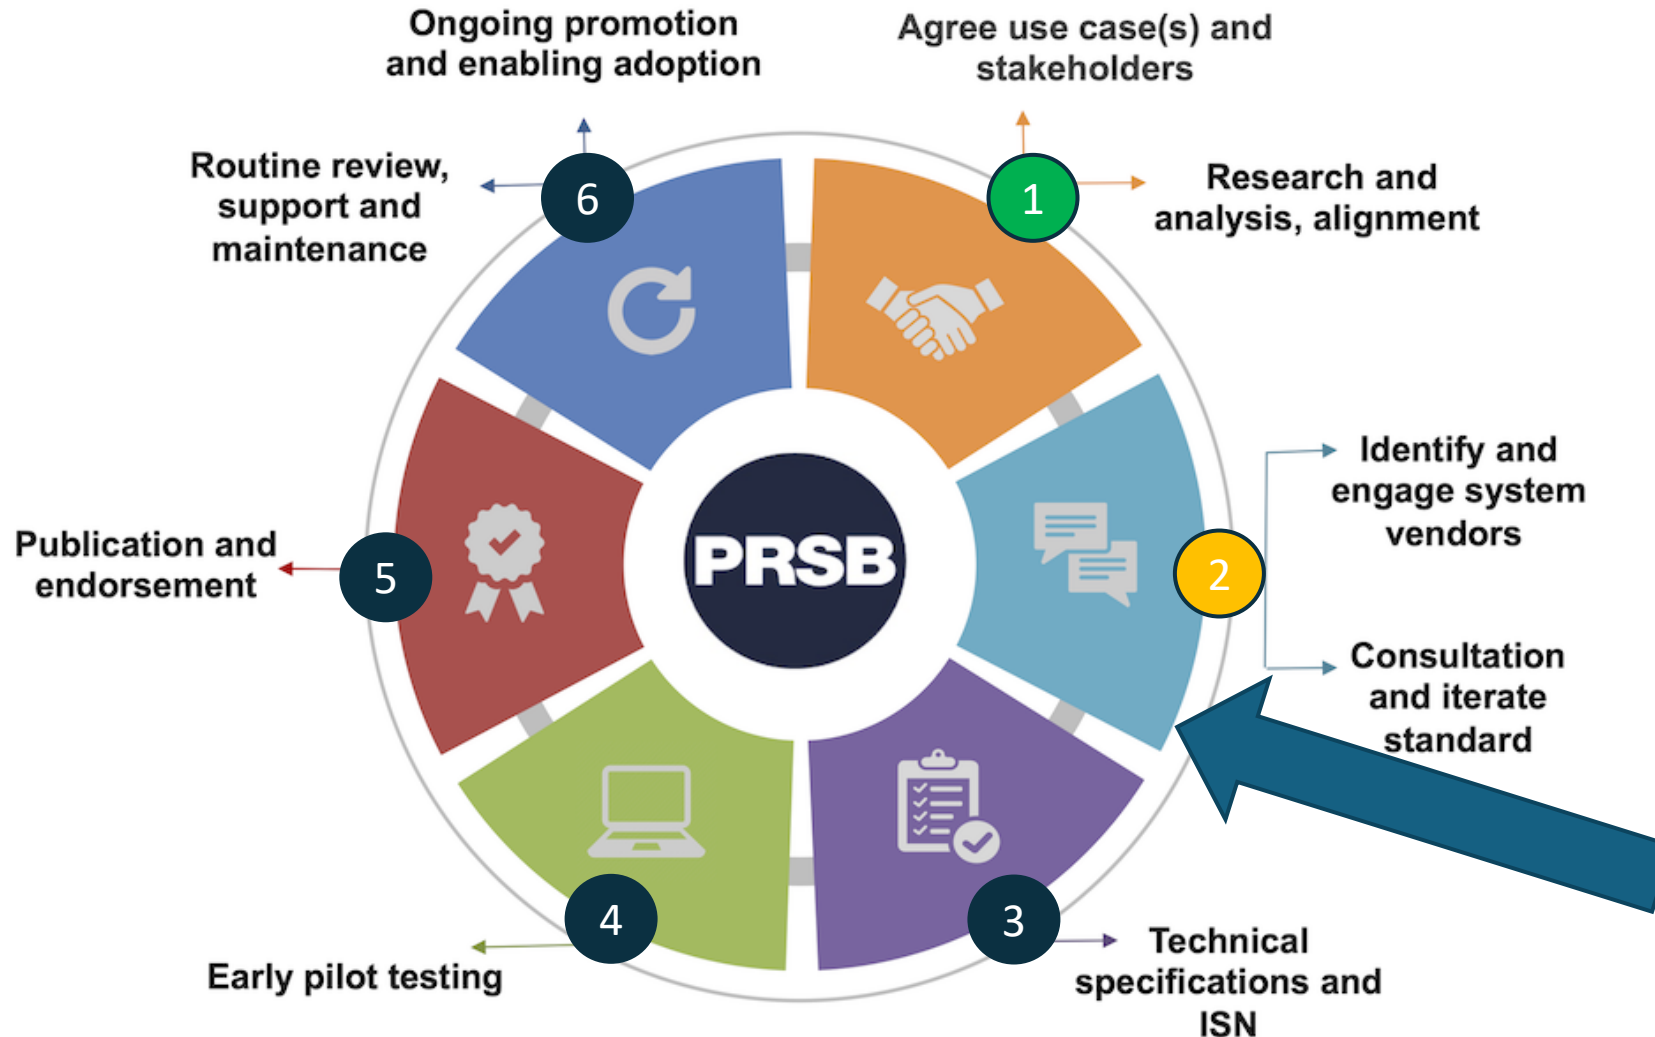 Ongoing promotion
and enabling adoption
Agree use case(s) and
stakeholders
Routine review,
support and
maintenance
6
1
Research and
analysis, alignment
Identify and
engage system
vendors
PRSB
Publication and
endorsement
5
2
Consultation
and iterate
standard
4
3
Early pilot testing
Technical
specifications and
ISN